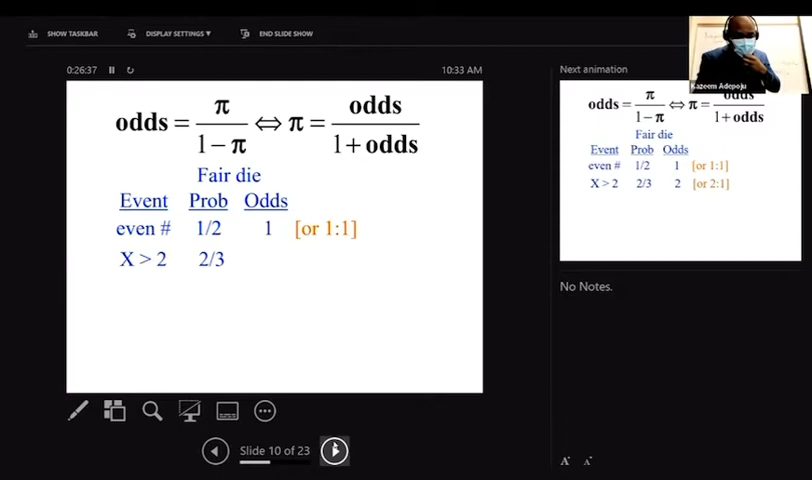 SHOW TASKBAR DISPLAY SETTINGS ▼ END SLIDE SHOW
0:26:37 10:33 AM
odds = π / (1 − π) ⇔ π = odds / (1 + odds)
Fair die
Event Prob Odds
even # 1/2 1 [or 1:1]
X > 2 2/3
Slide 10 of 23
Kazeem Adepoju
Next animation
odds = π / (1 − π) ⇔ π = odds / (1 + odds)
Fair die
Event Prob Odds
even # 1/2 1 [or 1:1]
X > 2 2/3 2 [or 2:1]
No Notes.
A A